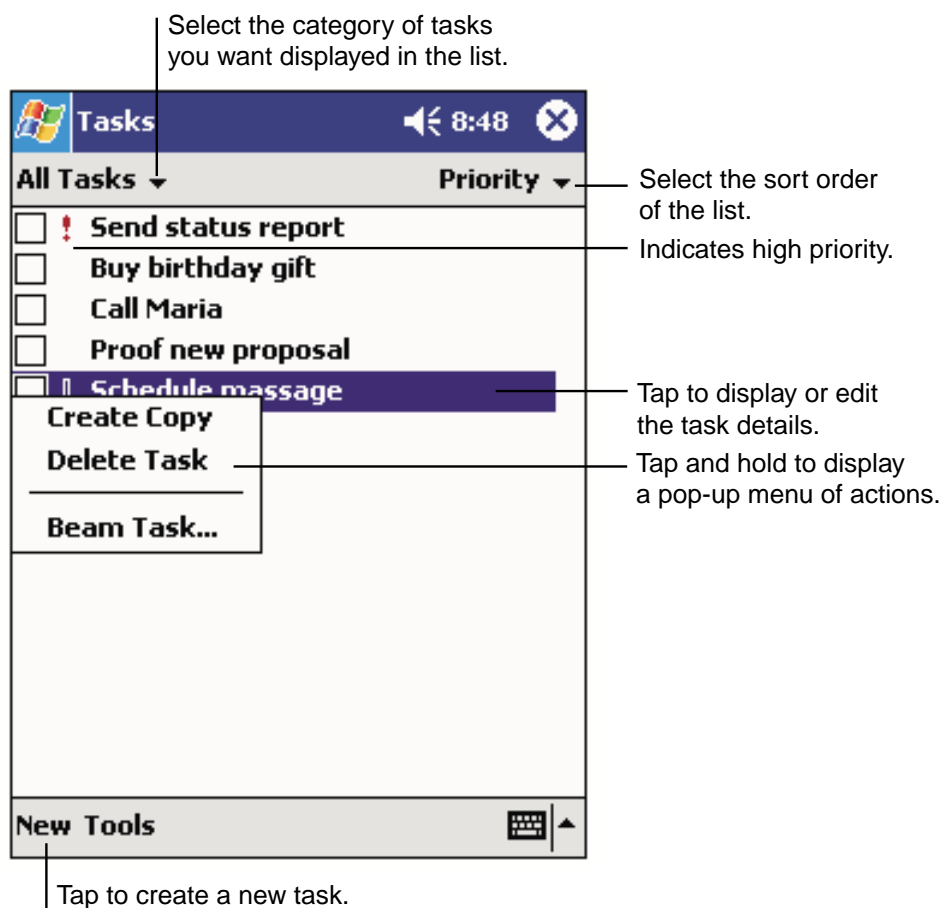 Select the category of tasks
you want displayed in the list.
Tasks 8:48
All Tasks Priority
Select the sort order
of the list.
Send status report
Indicates high priority.
Buy birthday gift
Call Maria
Proof new proposal
Schedule massage
Tap to display or edit
the task details.
Create Copy
Delete Task
Tap and hold to display
a pop-up menu of actions.
Beam Task...
New Tools
Tap to create a new task.